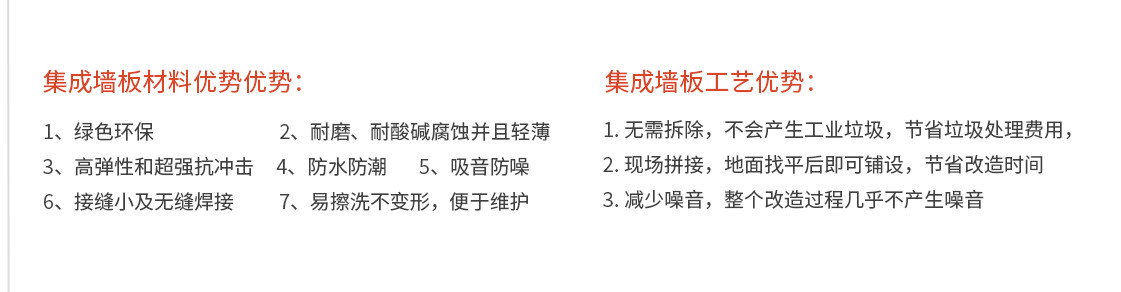 集成墙板材料优势优势：
1、绿色环保
2、耐磨、耐酸碱腐蚀并且轻薄
3、高弹性和超强抗冲击
4、防水防潮
5、吸音防噪
6、接缝小及无缝焊接
7、易擦洗不变形，便于维护
集成墙板工艺优势：
1. 无需拆除，不会产生工业垃圾，节省垃圾处理费用，
2. 现场拼接，地面找平后即可铺设，节省改造时间
3. 减少噪音，整个改造过程几乎不产生噪音